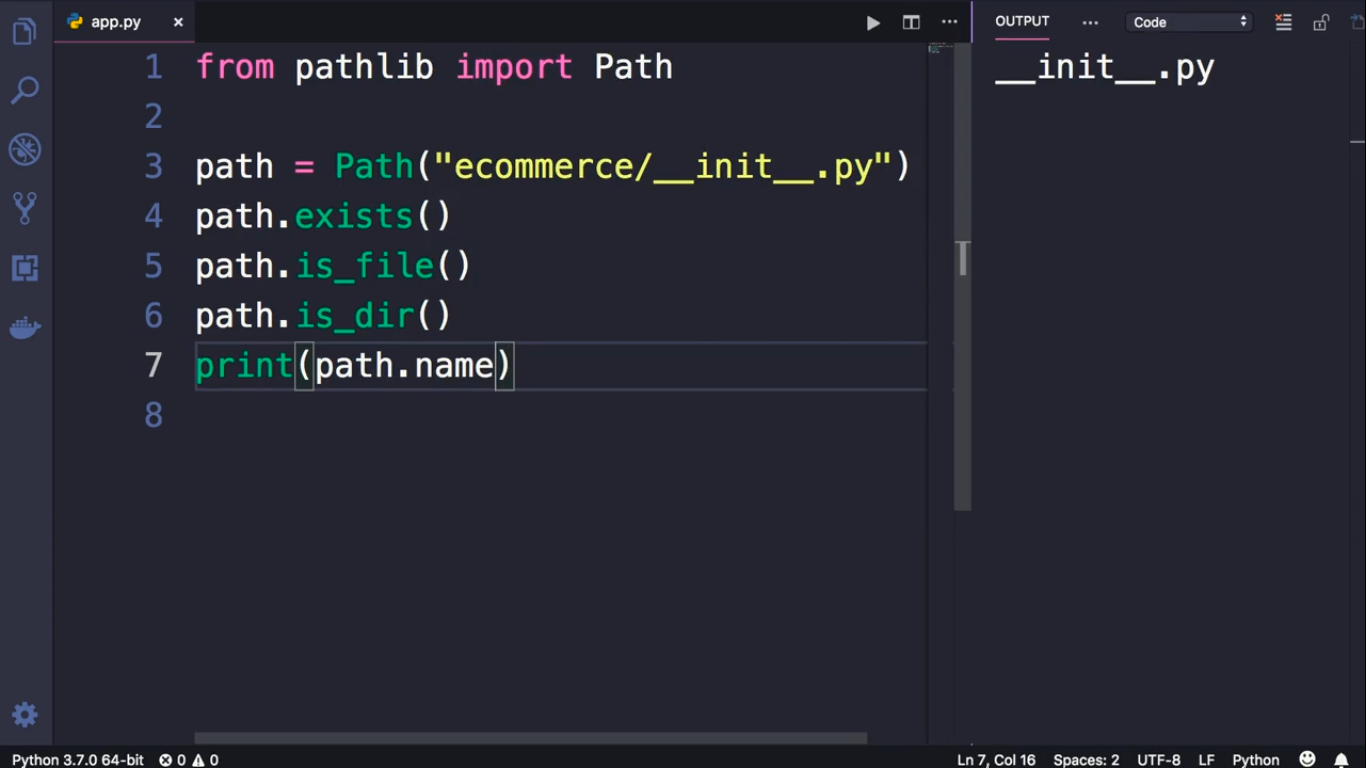 app.py
OUTPUT
Code
1 from pathlib import Path
2
3 path = Path("ecommerce/__init__.py")
4 path.exists()
5 path.is_file()
6 path.is_dir()
7 print(path.name)
8
__init__.py
Python 3.7.0 64-bit 0 0 Ln 7, Col 16 Spaces: 2 UTF-8 LF Python